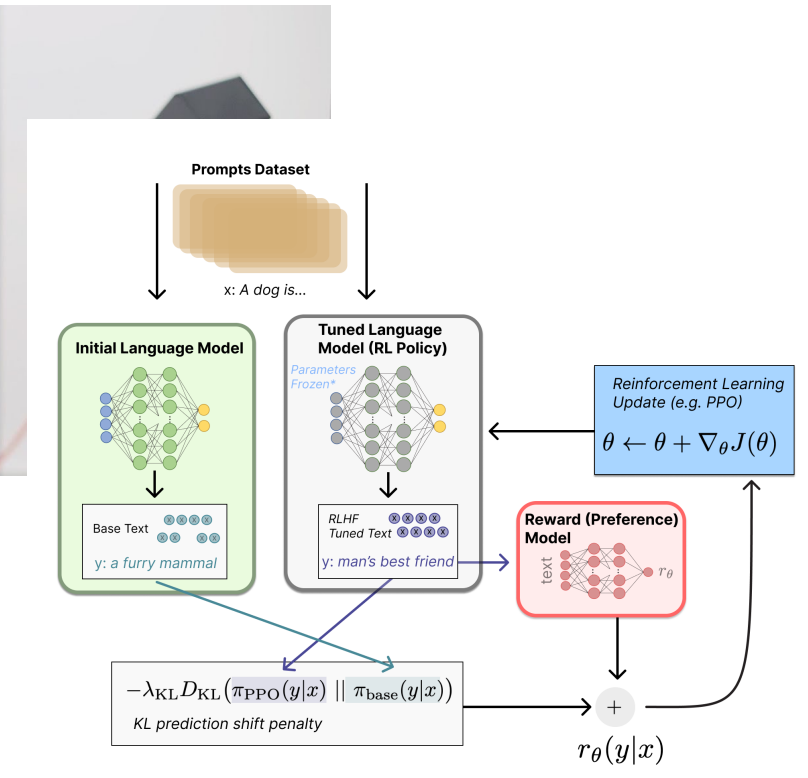 Prompts Dataset
x: A dog is...
Initial Language Model
Tuned Language
Model (RL Policy)
Parameters
Frozen*
Reinforcement Learning
Update (e.g. PPO)
θ ← θ + ∇θJ(θ)
Base Text
x x x x
x x x x
y: a furry mammal
RLHF
Tuned Text
x x x x
x x x x
y: man's best friend
Reward (Preference)
Model
text
rθ
−λKL DKL(πPPO(y|x) || πbase(y|x))
KL prediction shift penalty
+
rθ(y|x)